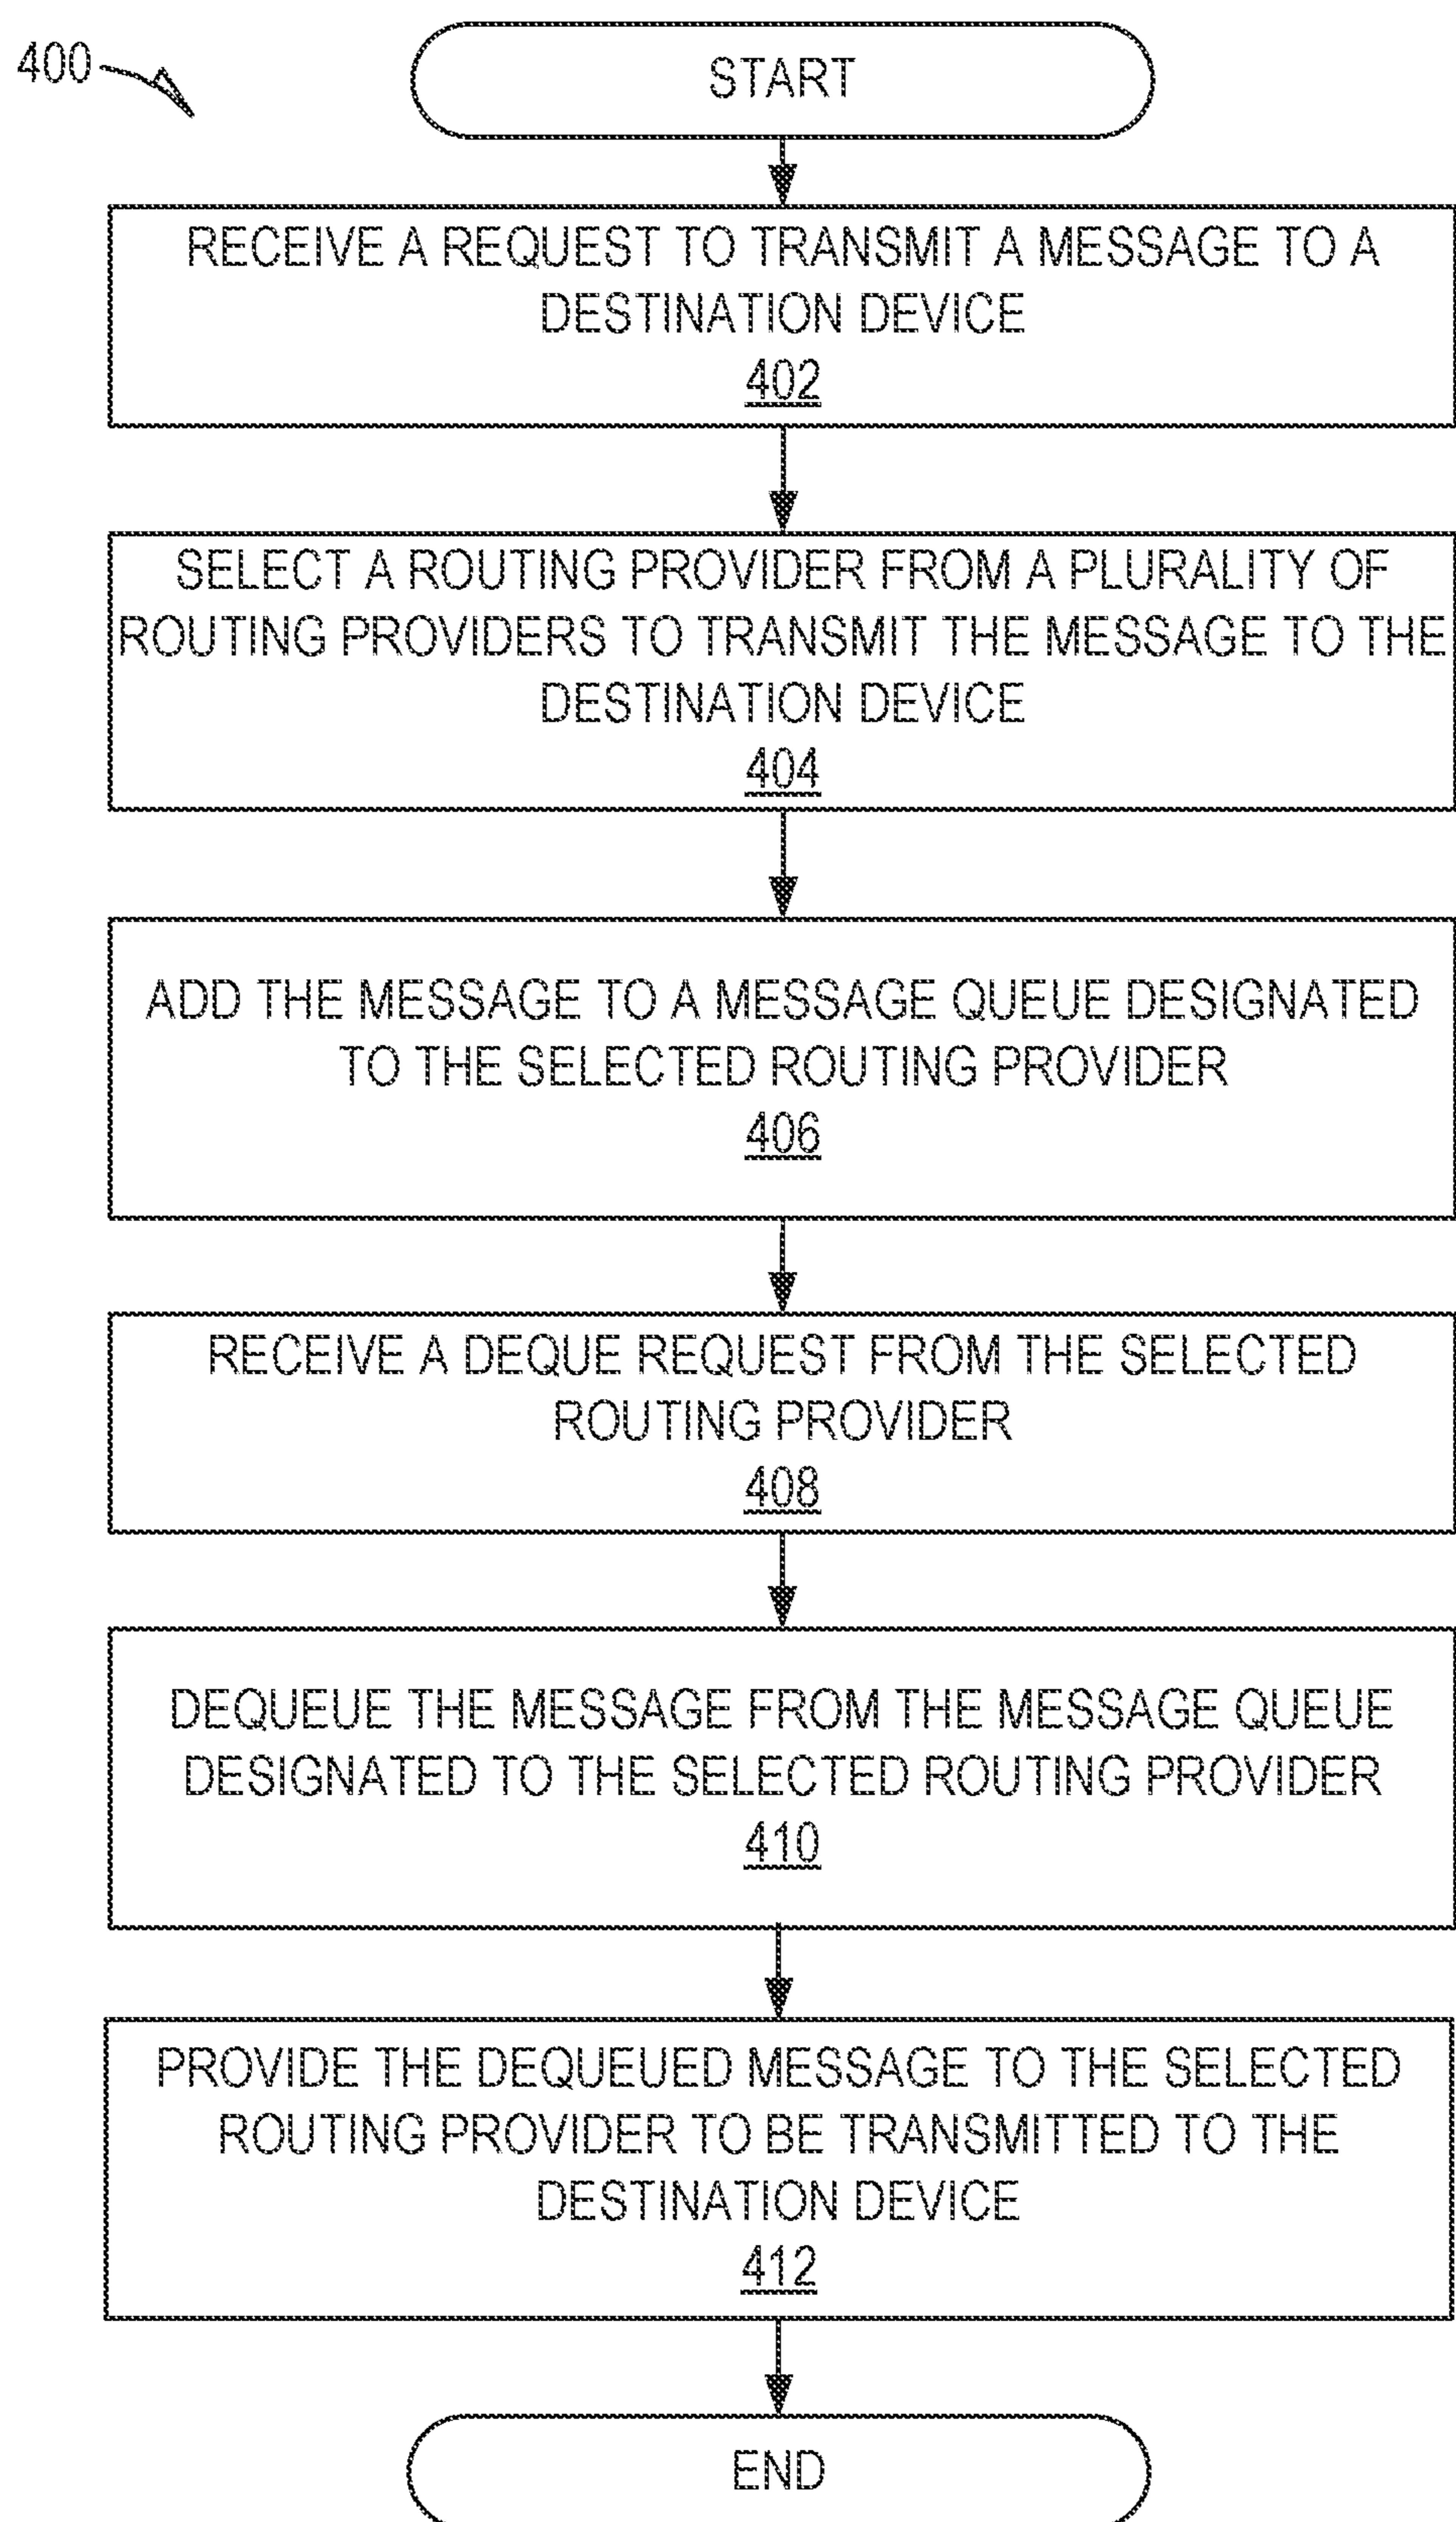 400
START
RECEIVE A REQUEST TO TRANSMIT A MESSAGE TO A
DESTINATION DEVICE
402
SELECT A ROUTING PROVIDER FROM A PLURALITY OF
ROUTING PROVIDERS TO TRANSMIT THE MESSAGE TO THE
DESTINATION DEVICE
404
ADD THE MESSAGE TO A MESSAGE QUEUE DESIGNATED
TO THE SELECTED ROUTING PROVIDER
406
RECEIVE A DEQUE REQUEST FROM THE SELECTED
ROUTING PROVIDER
408
DEQUEUE THE MESSAGE FROM THE MESSAGE QUEUE
DESIGNATED TO THE SELECTED ROUTING PROVIDER
410
PROVIDE THE DEQUEUED MESSAGE TO THE SELECTED
ROUTING PROVIDER TO BE TRANSMITTED TO THE
DESTINATION DEVICE
412
END